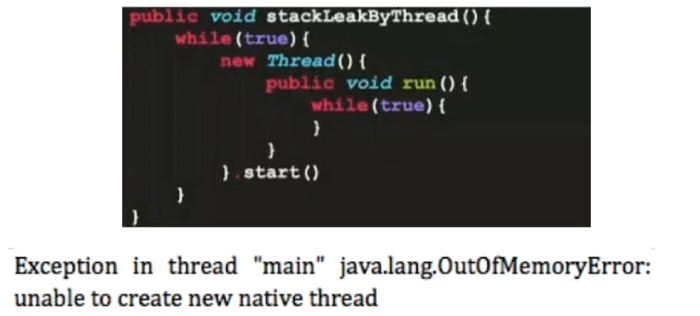 public void stackLeakByThread(){
while(true){
new Thread(){
public void run(){
while(true){
}
}
}.start()
}
}
Exception in thread "main" java.lang.OutOfMemoryError:
unable to create new native thread